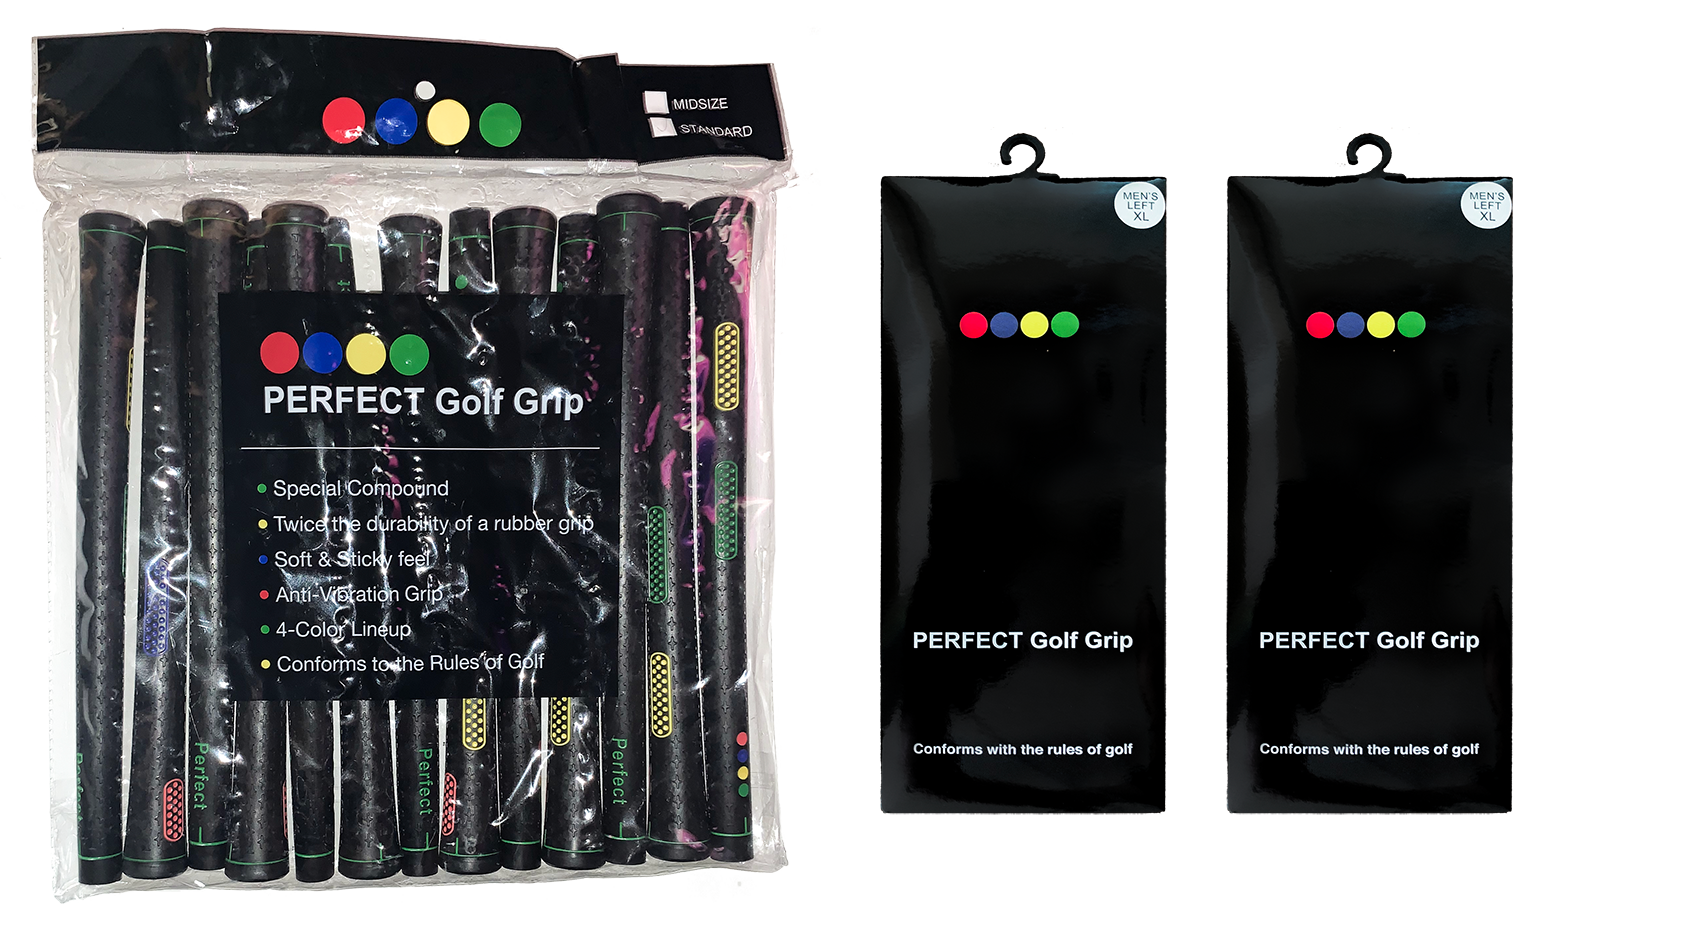 MIDSIZE
STANDARD
PERFECT Golf Grip
Special Compound
Twice the durability of a rubber grip
Soft & Sticky feel
Anti-Vibration Grip
4-Color Lineup
Conforms to the Rules of Golf
Perfect
Perfect
Perfect
Perfect
MEN'S
LEFT
XL
PERFECT Golf Grip
Conforms with the rules of golf
MEN'S
LEFT
XL
PERFECT Golf Grip
Conforms with the rules of golf